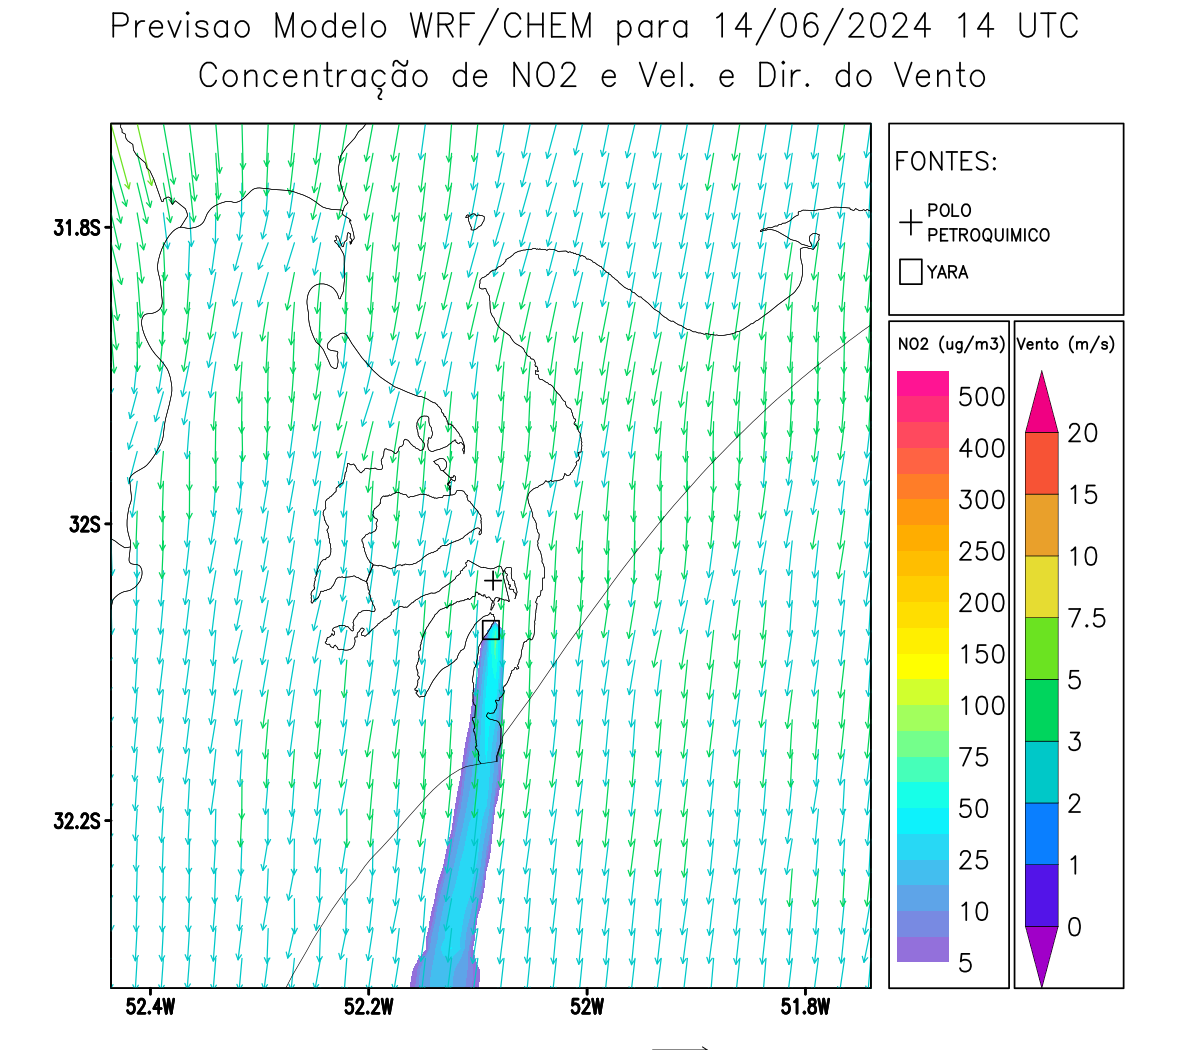 Previsao Modelo WRF/CHEM para 14/06/2024 14 UTC
Concentração de NO2 e Vel. e Dir. do Vento
FONTES:
POLO
PETROQUIMICO
YARA
NO2 (ug/m3)
500
400
300
250
200
150
100
75
50
25
10
5
Vento (m/s)
20
15
10
7.5
5
3
2
1
0
31.8S
32S
32.2S
52.4W
52.2W
52W
51.8W